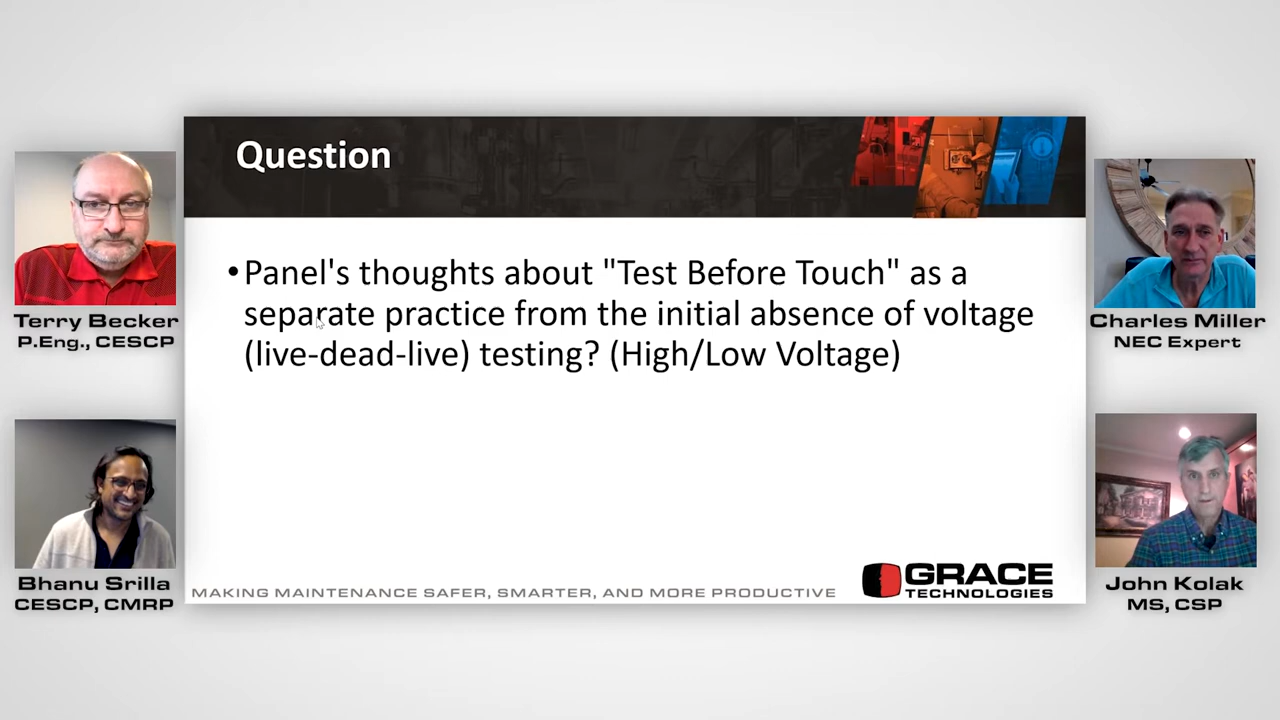 Question
•Panel's thoughts about "Test Before Touch" as a
separate practice from the initial absence of voltage
(live-dead-live) testing? (High/Low Voltage)
MAKING MAINTENANCE SAFER, SMARTER, AND MORE PRODUCTIVE
GRACE
TECHNOLOGIES
Terry Becker
P.Eng., CESCP
Bhanu Srilla
CESCP, CMRP
Charles Miller
NEC Expert
John Kolak
MS, CSP